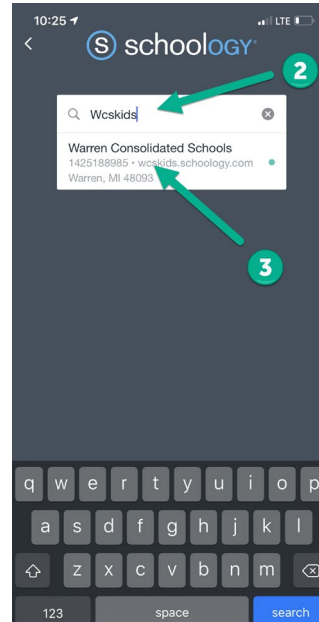 10:25
LTE
S schoology
2
Wcskids
Warren Consolidated Schools
1425188985 • wcskids.schoology.com
Warren, MI 48093
3
q w e r t y u i o p
a s d f g h j k l
z x c v b n m
123 space search